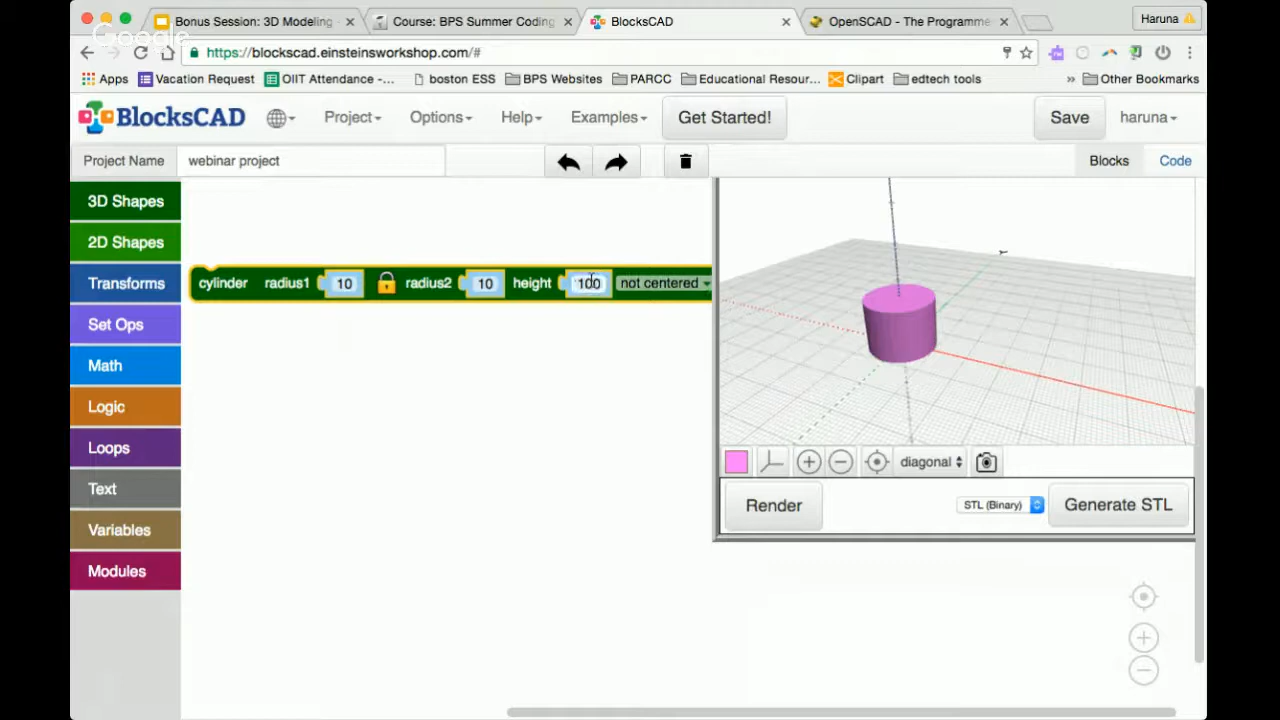 Bonus Session: 3D Modeling
Course: BPS Summer Coding
BlocksCAD
OpenSCAD - The Programme
Haruna
Google
https://blockscad.einsteinsworkshop.com/#
Apps
Vacation Request
OIIT Attendance -...
boston ESS
BPS Websites
PARCC
Educational Resour...
Clipart
edtech tools
»
Other Bookmarks
BlocksCAD
Project
Options
Help
Examples
Get Started!
Save
haruna
Project Name
webinar project
Blocks
Code
3D Shapes
2D Shapes
Transforms
Set Ops
Math
Logic
Loops
Text
Variables
Modules
cylinder radius1 10 radius2 10 height 100 not centered
diagonal
Render
STL (Binary)
Generate STL